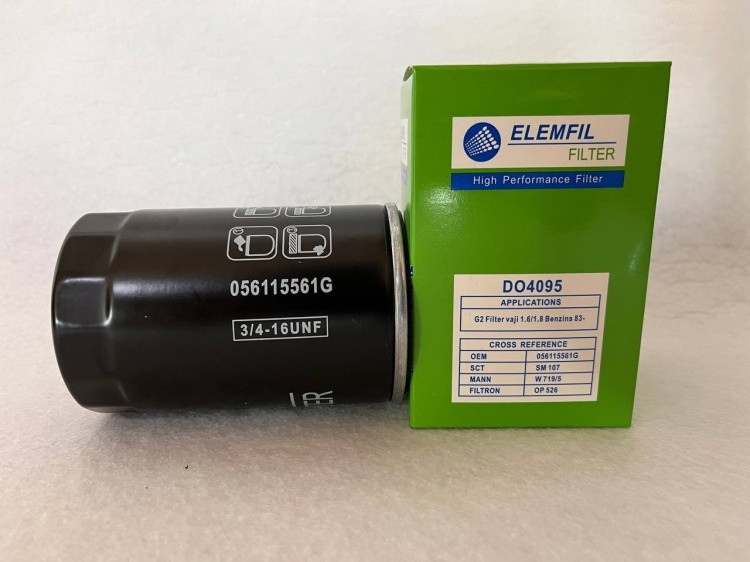 056115561G
3/4-16UNF
ELEMFIL
FILTER
High Performance Filter
DO4095
APPLICATIONS
G2 Filter vaji 1.6/1.8 Benzins 83-
CROSS REFERENCE
OEM 056115561G
SCT SM 107
MANN W 719/5
FILTRON OP 526